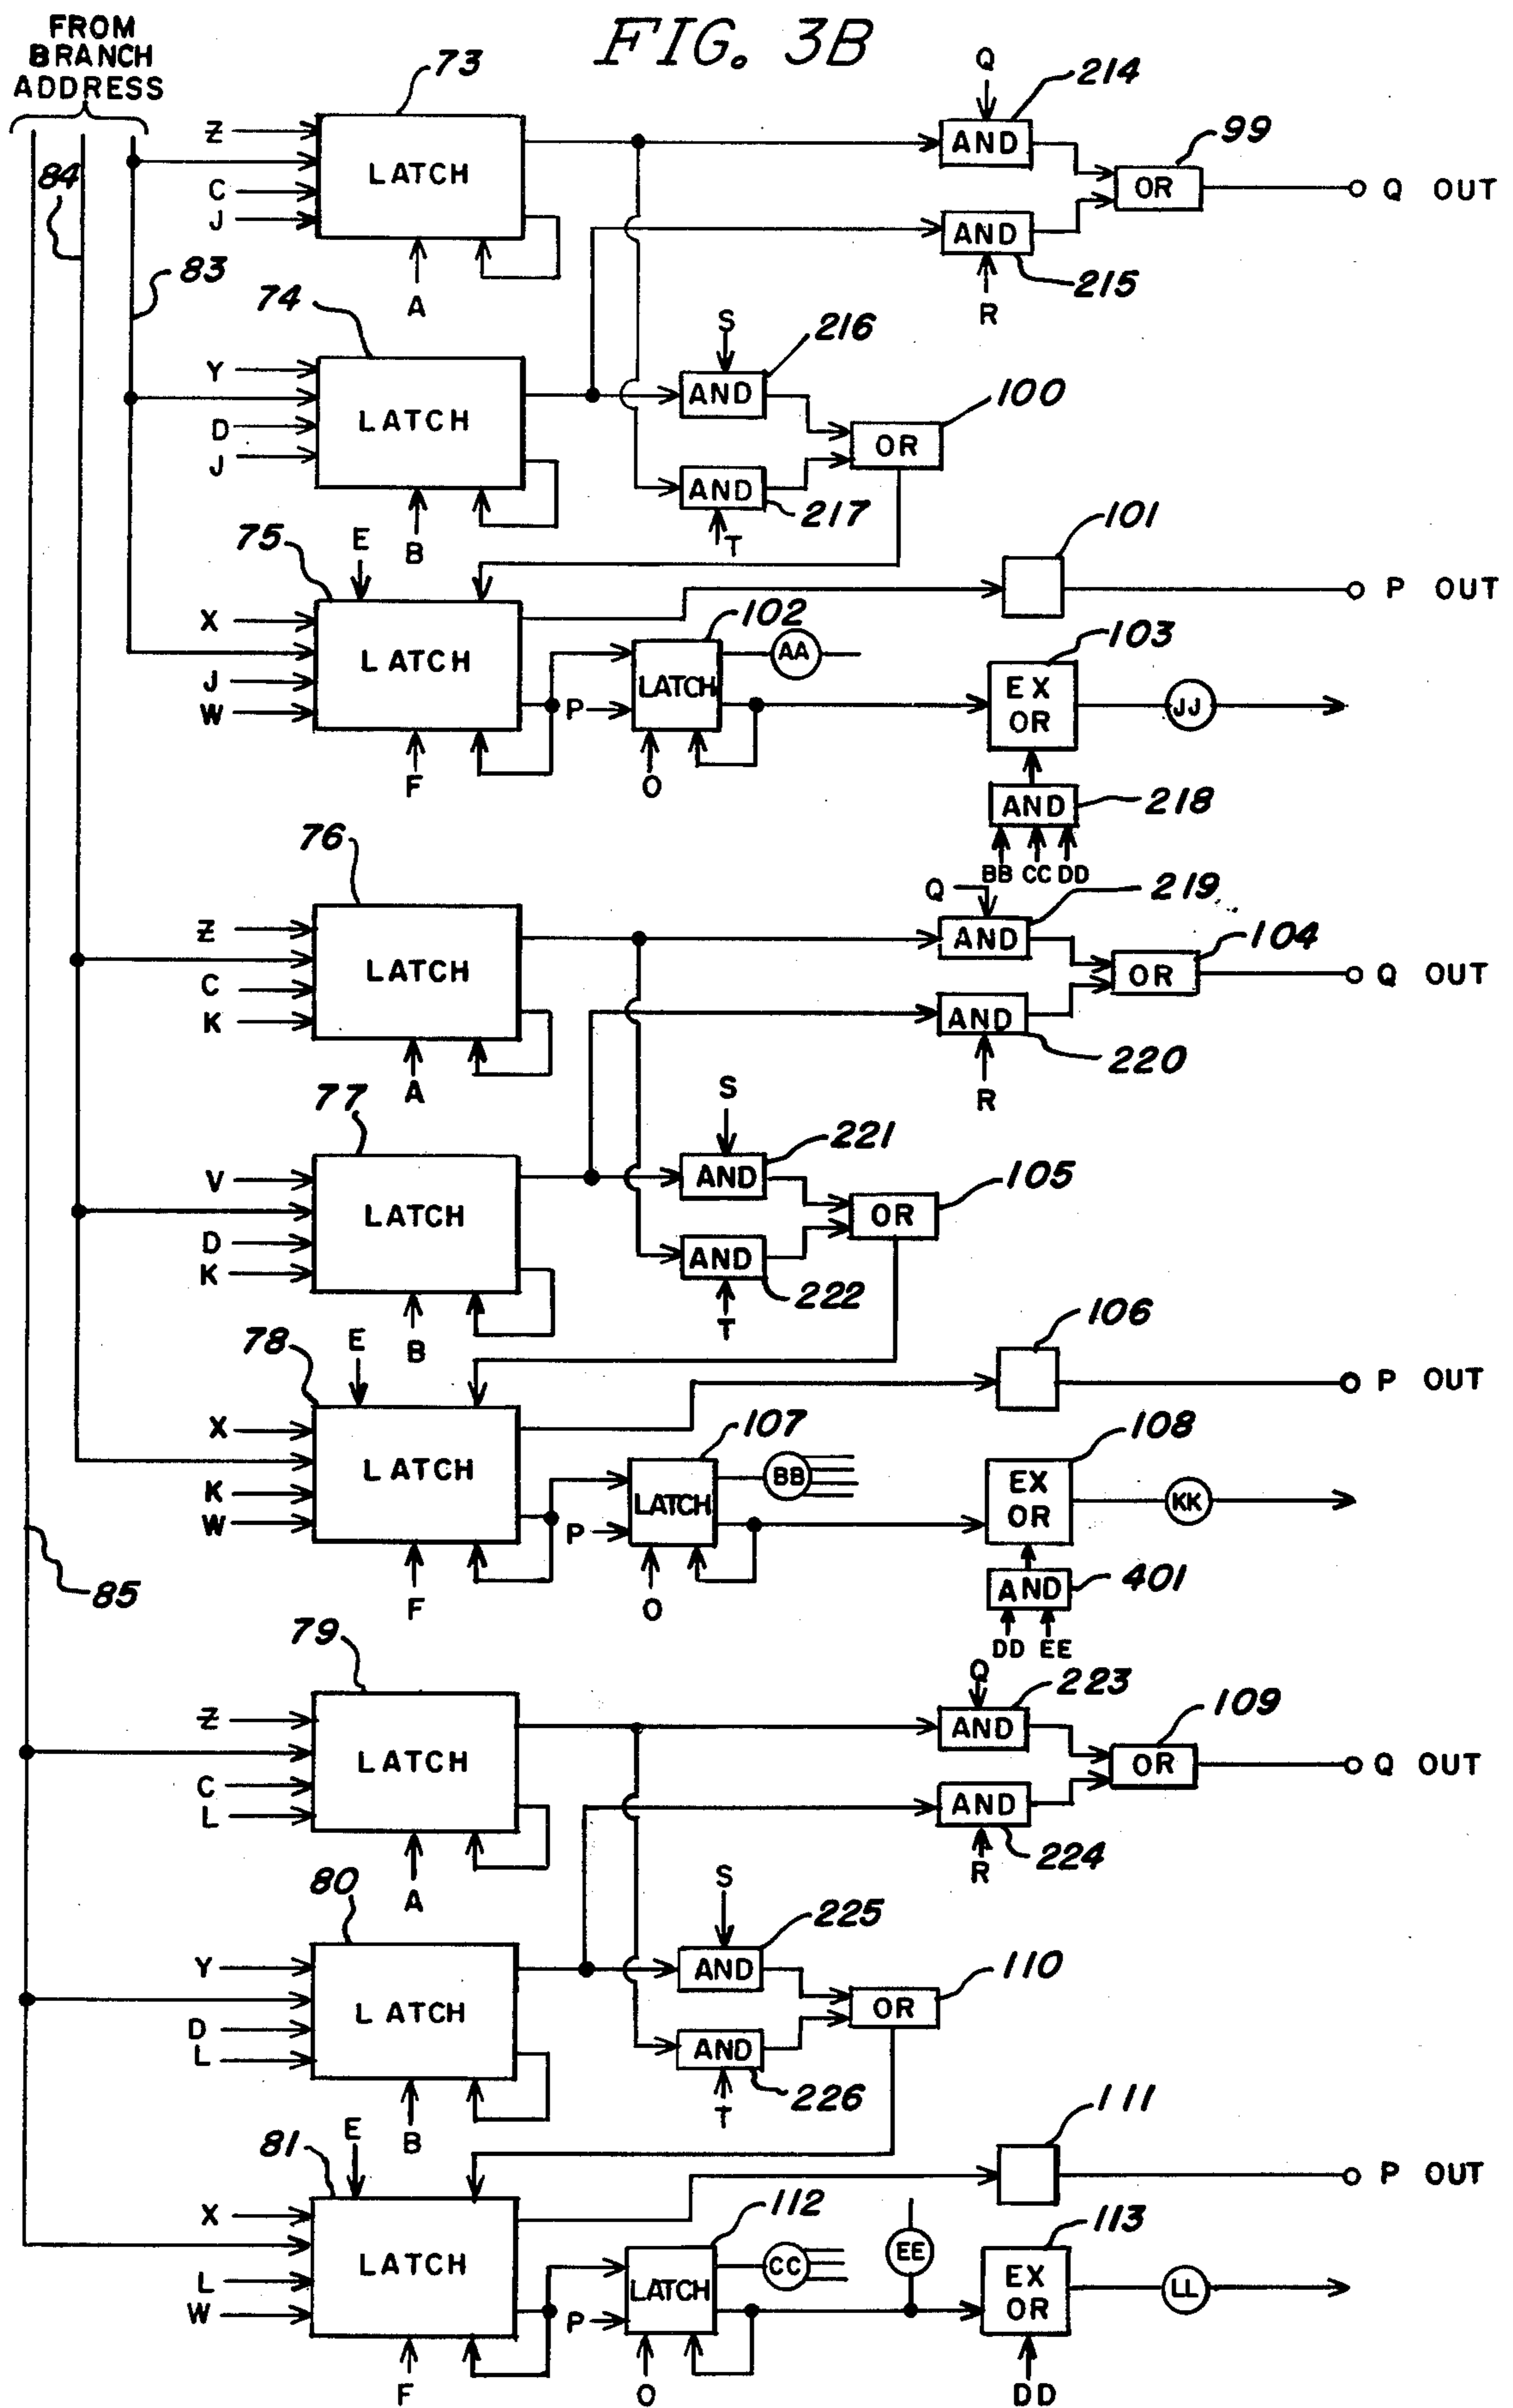 FIG. 3B
FROM
BRANCH
ADDRESS
73
Q
214
Z
LATCH
AND
99
84
C
OR
Q OUT
J
AND
83
A
215
74
R
S
216
Y
LATCH
AND
100
D
OR
J
AND
217
B
T
75
E
101
P OUT
X
102
LATCH
AA
103
J
P
LATCH
EX
OR
JJ
W
F
O
AND
218
BB CC DD
76
Q
219
Z
LATCH
AND
104
C
OR
Q OUT
K
AND
A
220
77
R
S
221
V
LATCH
AND
105
D
OR
K
AND
222
B
T
78
E
106
P OUT
X
107
LATCH
BB
108
K
P
LATCH
EX
OR
KK
W
F
O
AND
401
85
DD EE
79
Q
223
Z
LATCH
AND
109
C
OR
Q OUT
L
AND
A
224
80
R
S
225
Y
LATCH
AND
110
D
OR
L
AND
226
B
T
81
E
111
P OUT
X
112
LATCH
CC
EE
113
L
P
LATCH
EX
OR
LL
W
F
O
DD